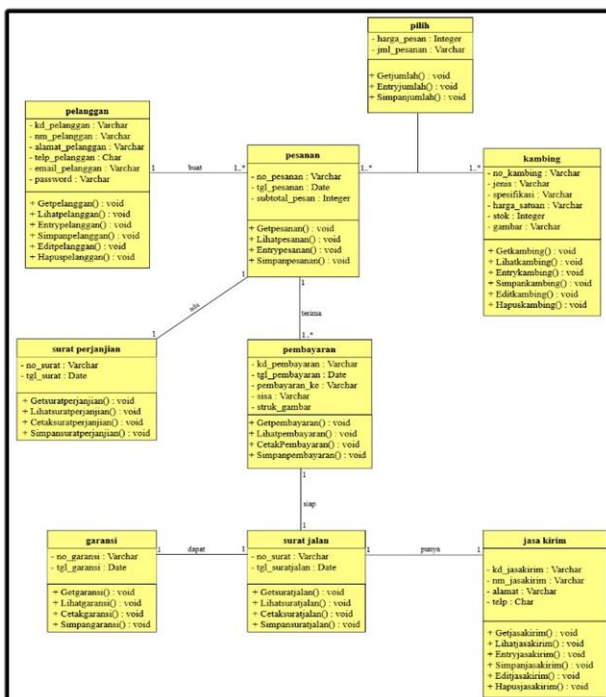 pilih
- harga_pesan : Integer
- jml_pesanan : Varchar
+ Getjumlah() : void
+ Entryjumlah() : void
+ Simpanjumlah() : void
pelanggan
- kd_pelanggan : Varchar
- nm_pelanggan : Varchar
- alamat_pelanggan : Varchar
- telp_pelanggan : Char
- email_pelanggan : Varchar
- password : Varchar
+ Getpelanggan() : void
+ Lihatpelanggan() : void
+ Entrypelanggan() : void
+ Simpanpelanggan() : void
+ Editpelanggan() : void
+ Hapuspelanggan() : void
1 buat 1..*
pesanan
- no_pesanan : Varchar
- tgl_pesanan : Date
- subtotal_pesan : Integer
+ Getpesanan() : void
+ Lihatpesanan() : void
+ Entrypesanan() : void
+ Simpanpesanan() : void
1..* 1..*
kambing
- no_kambing : Varchar
- jenis : Varchar
- spesifikasi : Varchar
- harga_satuan : Varchar
- stok : Integer
- gambar : Varchar
+ Getkambing() : void
+ Lihatkambing() : void
+ Entrykambing() : void
+ Simpankambing() : void
+ Editkambing() : void
+ Hapuskambing() : void
1 ada 1
1 terima 1..*
surat perjanjian
- no_surat : Varchar
- tgl_surat : Date
+ Getsuratperjanjian() : void
+ Lihatsuratperjanjian() : void
+ Cetaksuratperjanjian() : void
+ Simpansuratperjanjian() : void
pembayaran
- kd_pembayaran : Varchar
- tgl_pembayaran : Date
- pembayaran_ke : Varchar
- sisa : Varchar
- struk_gambar
+ Getpembayaran() : void
+ Lihatpembayaran() : void
+ CetakPembayaran() : void
+ Simpanpembayaran() : void
1
siap
1
garansi
- no_garansi : Varchar
- tgl_garansi : Date
+ Getgaransi() : void
+ Lihatgaransi() : void
+ Cetakgaransi() : void
+ Simpangaransi() : void
1 dapat 1
surat jalan
- no_surat : Varchar
- tgl_suratjalan : Date
+ Getsuratjalan() : void
+ Lihatsuratjalan() : void
+ Cetaksuratjalan() : void
+ Simpansuratjalan() : void
1 punya 1
jasa kirim
- kd_jasakirim : Varchar
- nm_jasakirim : Varchar
- alamat : Varchar
- telp : Char
+ Getjasakirim() : void
+ Lihatjasakirim() : void
+ Entryjasakirim() : void
+ Simpanjasakirim() : void
+ Editjasakirim() : void
+ Hapusjasakirim() : void